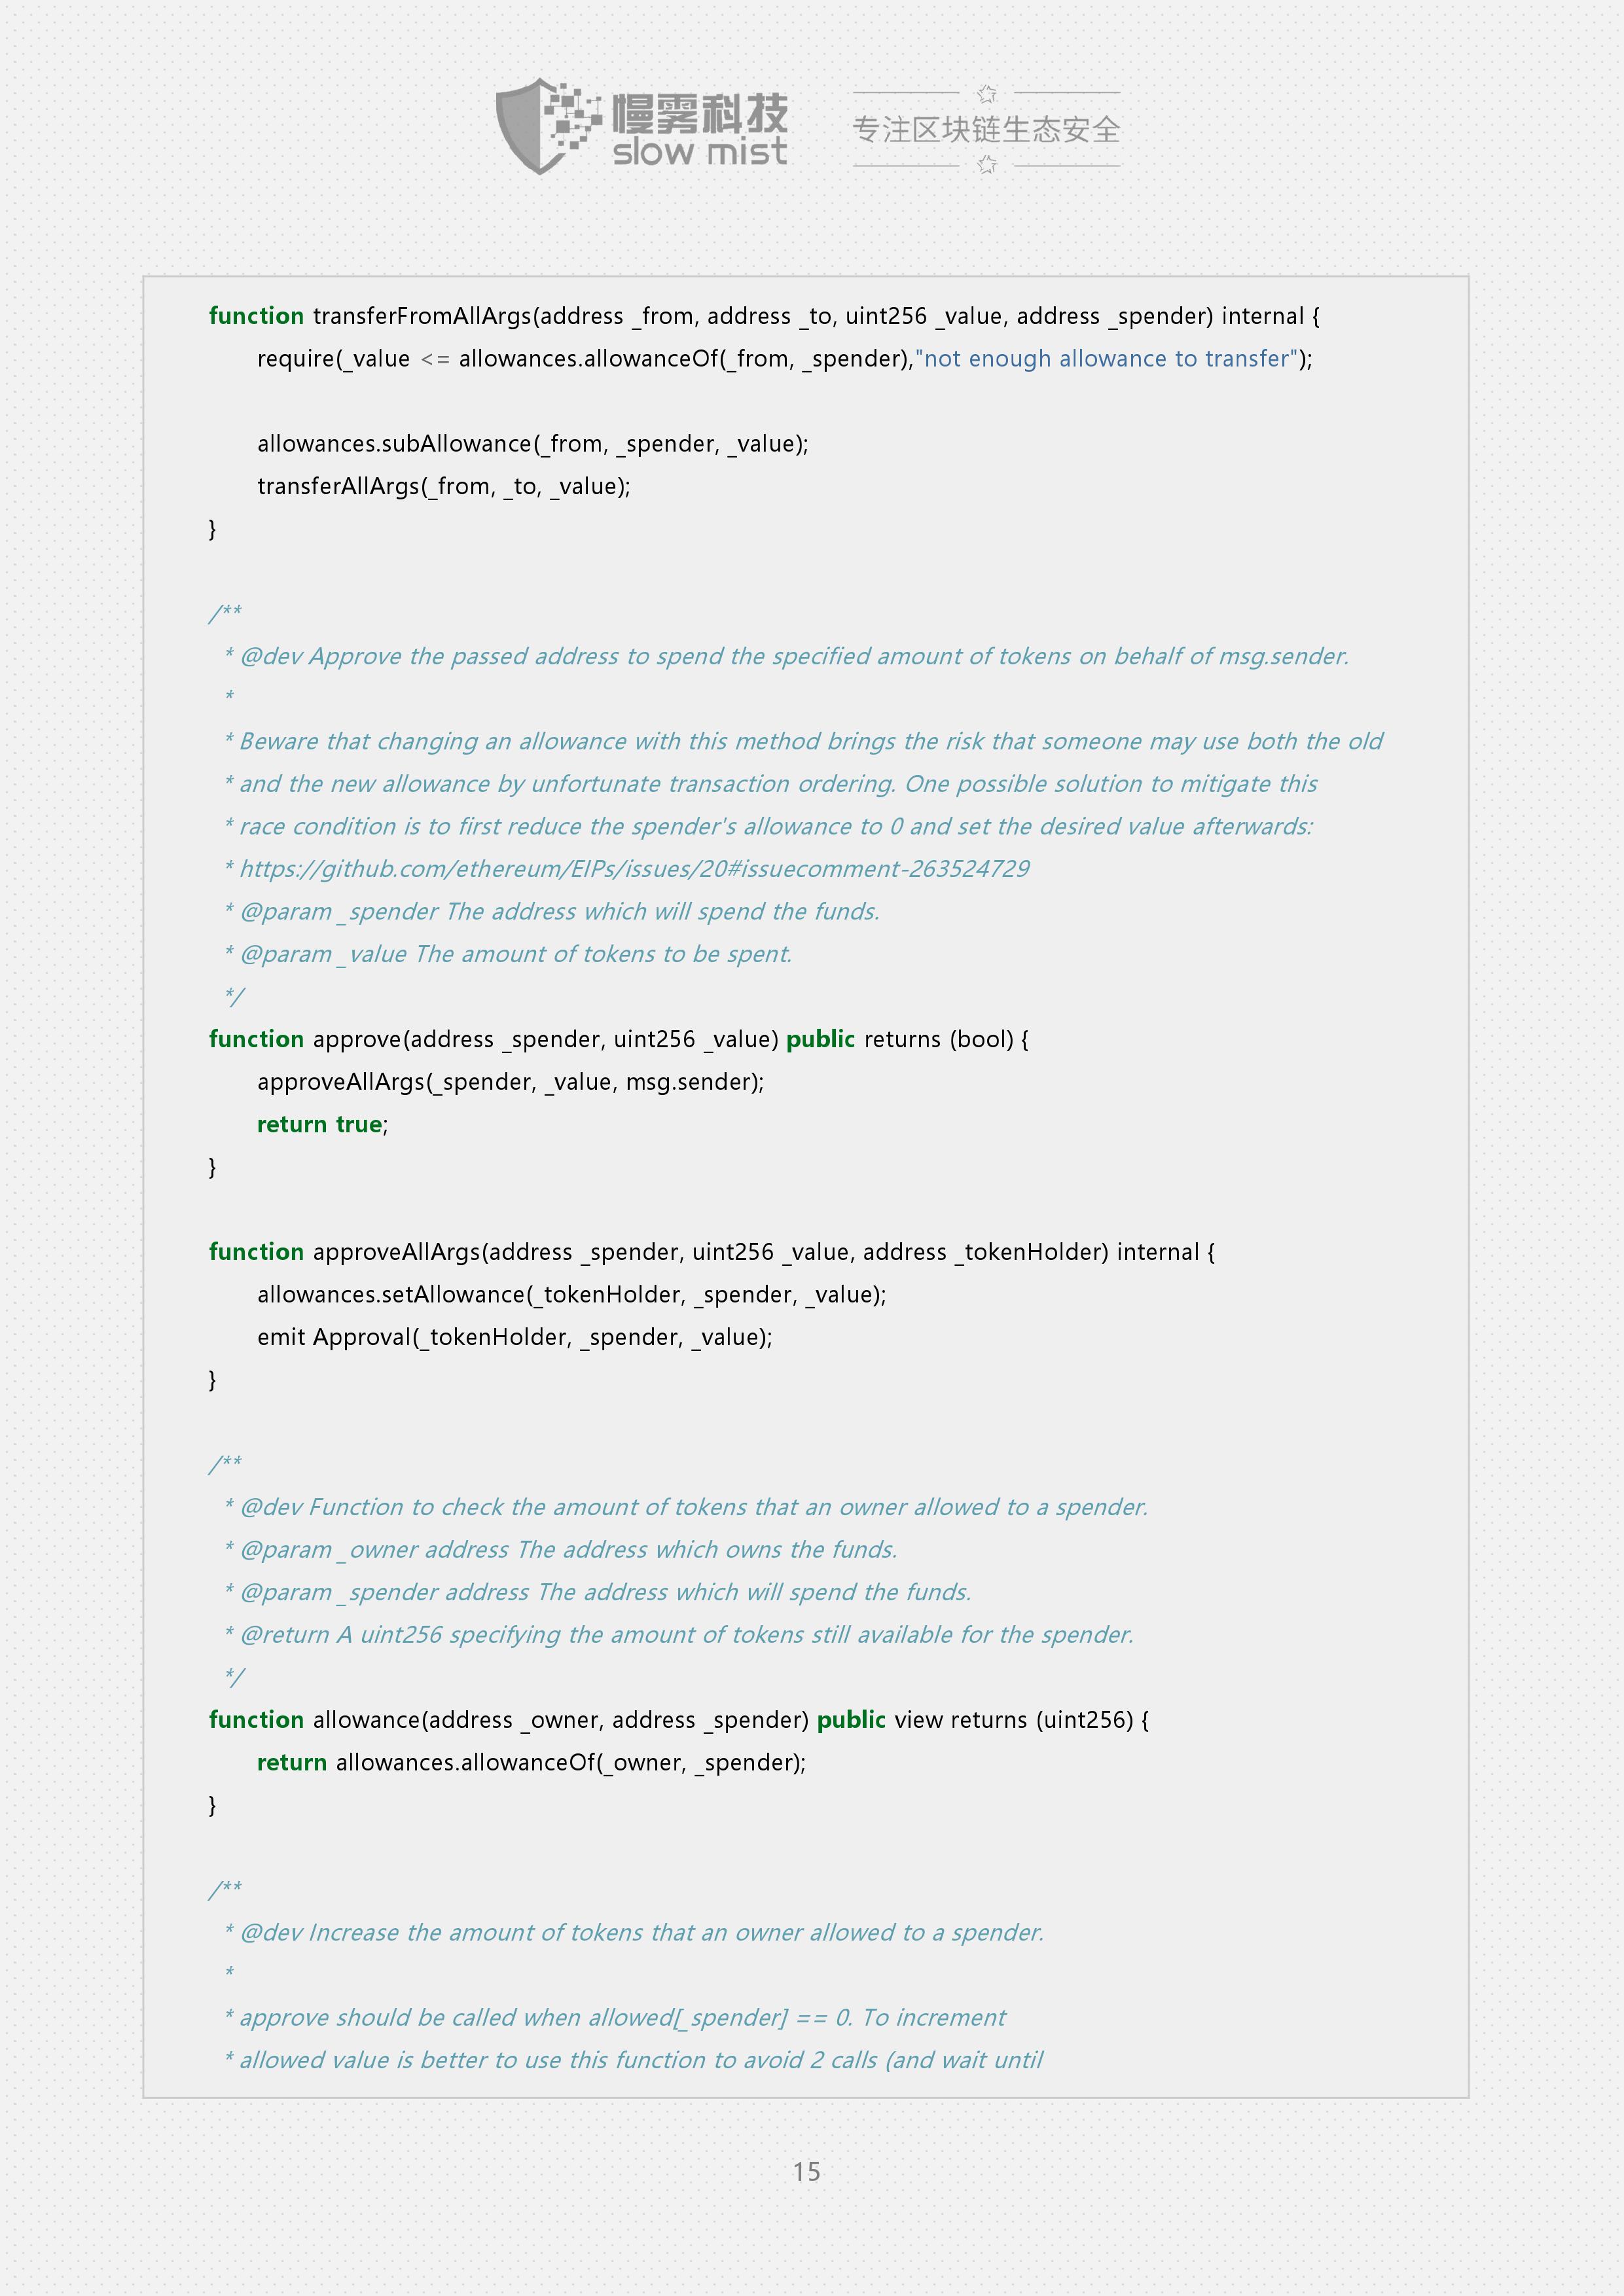 慢雾科技
slow mist
专注区块链生态安全
function transferFromAllArgs(address _from, address _to, uint256 _value, address _spender) internal {
require(_value <= allowances.allowanceOf(_from, _spender),"not enough allowance to transfer");
allowances.subAllowance(_from, _spender, _value);
transferAllArgs(_from, _to, _value);
}
/**
* @dev Approve the passed address to spend the specified amount of tokens on behalf of msg.sender.
*
* Beware that changing an allowance with this method brings the risk that someone may use both the old
* and the new allowance by unfortunate transaction ordering. One possible solution to mitigate this
* race condition is to first reduce the spender's allowance to 0 and set the desired value afterwards:
* https://github.com/ethereum/EIPs/issues/20#issuecomment-263524729
* @param _spender The address which will spend the funds.
* @param _value The amount of tokens to be spent.
*/
function approve(address _spender, uint256 _value) public returns (bool) {
approveAllArgs(_spender, _value, msg.sender);
return true;
}
function approveAllArgs(address _spender, uint256 _value, address _tokenHolder) internal {
allowances.setAllowance(_tokenHolder, _spender, _value);
emit Approval(_tokenHolder, _spender, _value);
}
/**
* @dev Function to check the amount of tokens that an owner allowed to a spender.
* @param _owner address The address which owns the funds.
* @param _spender address The address which will spend the funds.
* @return A uint256 specifying the amount of tokens still available for the spender.
*/
function allowance(address _owner, address _spender) public view returns (uint256) {
return allowances.allowanceOf(_owner, _spender);
}
/**
* @dev Increase the amount of tokens that an owner allowed to a spender.
*
* approve should be called when allowed[_spender] == 0. To increment
* allowed value is better to use this function to avoid 2 calls (and wait until
15